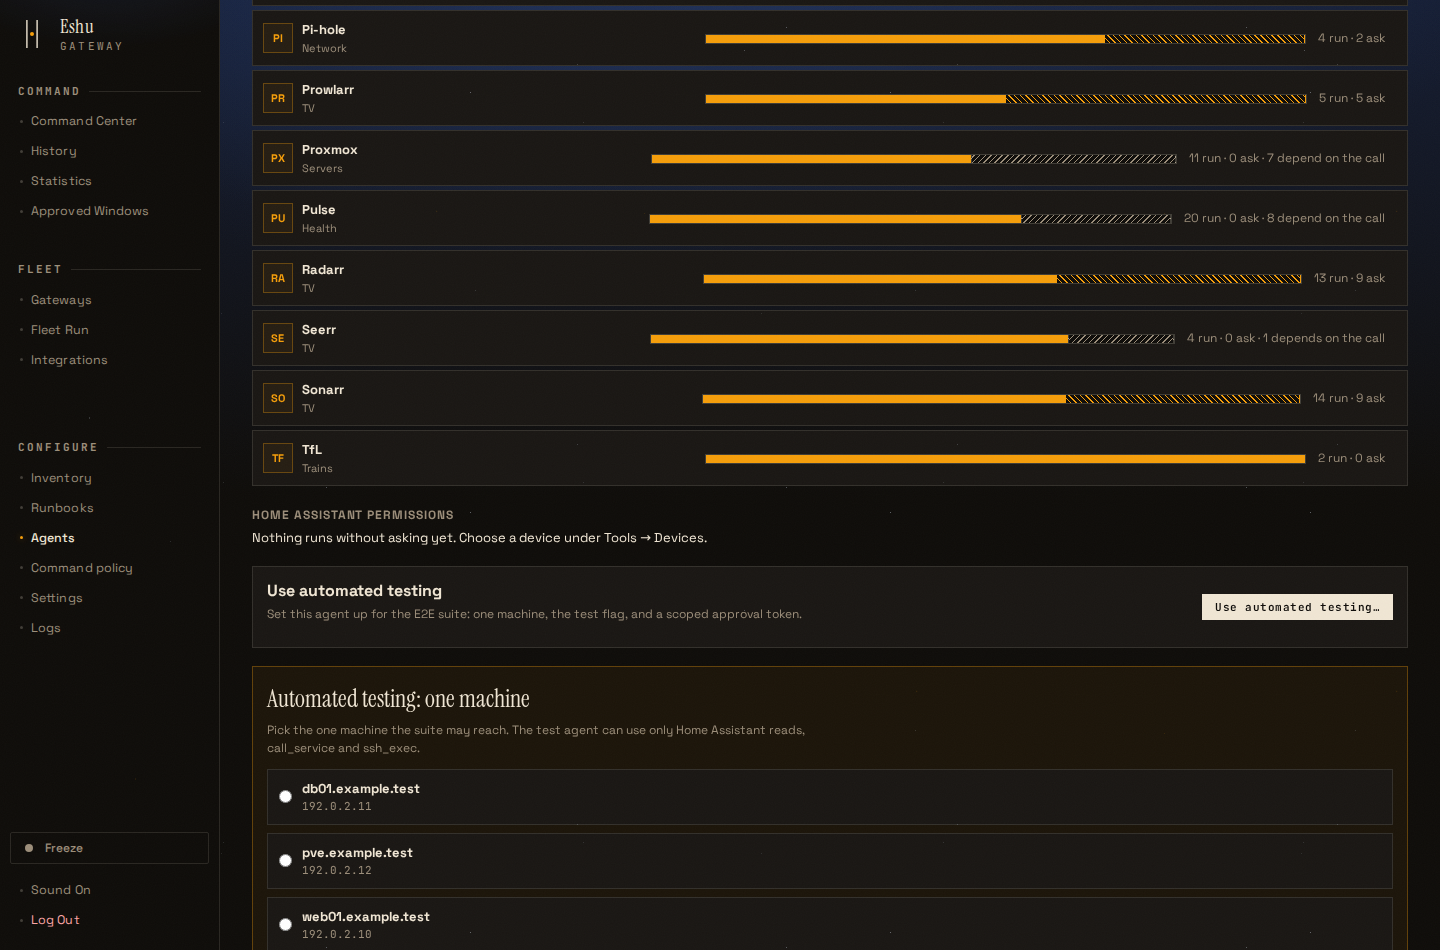 Eshu
GATEWAY
COMMAND
Command Center
History
Statistics
Approved Windows
FLEET
Gateways
Fleet Run
Integrations
CONFIGURE
Inventory
Runbooks
Agents
Command policy
Settings
Logs
Freeze
Sound On
Log Out
PI
Pi-hole
Network
4 run · 2 ask
PR
Prowlarr
TV
5 run · 5 ask
PX
Proxmox
Servers
11 run · 0 ask · 7 depend on the call
PU
Pulse
Health
20 run · 0 ask · 8 depend on the call
RA
Radarr
TV
13 run · 9 ask
SE
Seerr
TV
4 run · 0 ask · 1 depends on the call
SO
Sonarr
TV
14 run · 9 ask
TF
TfL
Trains
2 run · 0 ask
HOME ASSISTANT PERMISSIONS
Nothing runs without asking yet. Choose a device under Tools → Devices.
Use automated testing
Set this agent up for the E2E suite: one machine, the test flag, and a scoped approval token.
Use automated testing…
Automated testing: one machine
Pick the one machine the suite may reach. The test agent can use only Home Assistant reads,
call_service and ssh_exec.
db01.example.test
192.0.2.11
pve.example.test
192.0.2.12
web01.example.test
192.0.2.10